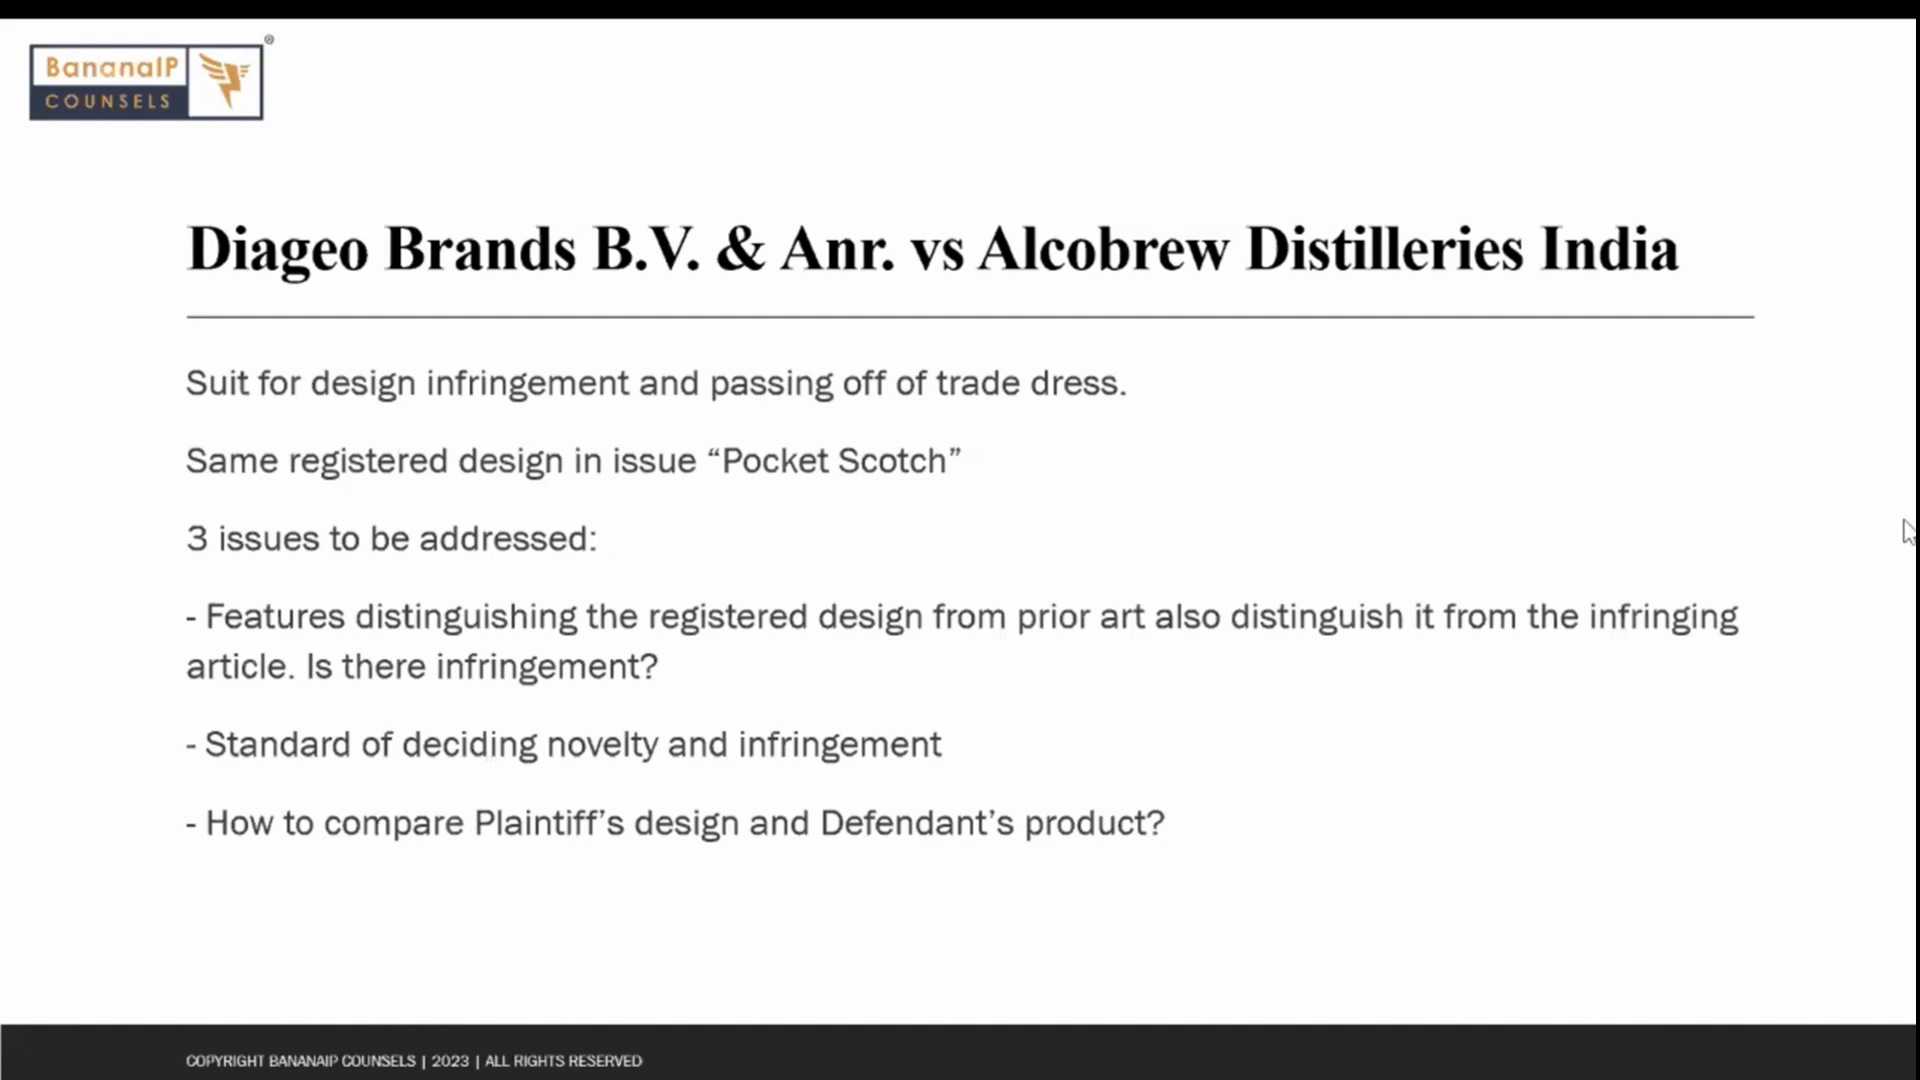 BananaIP
COUNSELS
®
Diageo Brands B.V. & Anr. vs Alcobrew Distilleries India
Suit for design infringement and passing off of trade dress.
Same registered design in issue “Pocket Scotch”
3 issues to be addressed:
- Features distinguishing the registered design from prior art also distinguish it from the infringing
article. Is there infringement?
- Standard of deciding novelty and infringement
- How to compare Plaintiff’s design and Defendant’s product?
COPYRIGHT BANANAIP COUNSELS | 2023 | ALL RIGHTS RESERVED